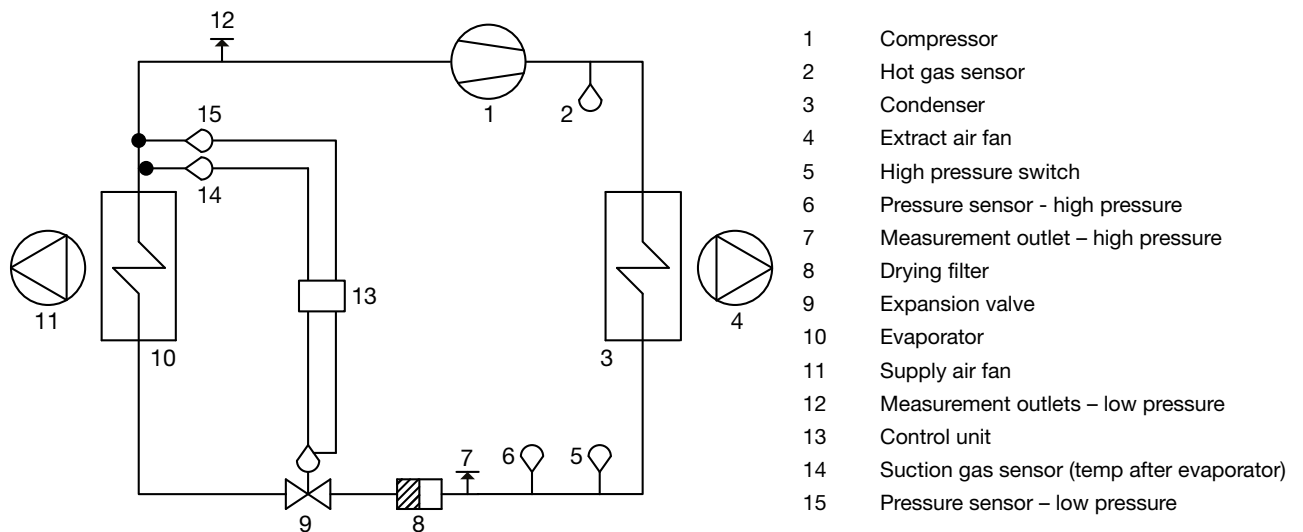 12
1
2
15
14
13
11
10
3
4
9
8
7
6
5
1 Compressor
2 Hot gas sensor
3 Condenser
4 Extract air fan
5 High pressure switch
6 Pressure sensor - high pressure
7 Measurement outlet – high pressure
8 Drying filter
9 Expansion valve
10 Evaporator
11 Supply air fan
12 Measurement outlets – low pressure
13 Control unit
14 Suction gas sensor (temp after evaporator)
15 Pressure sensor – low pressure